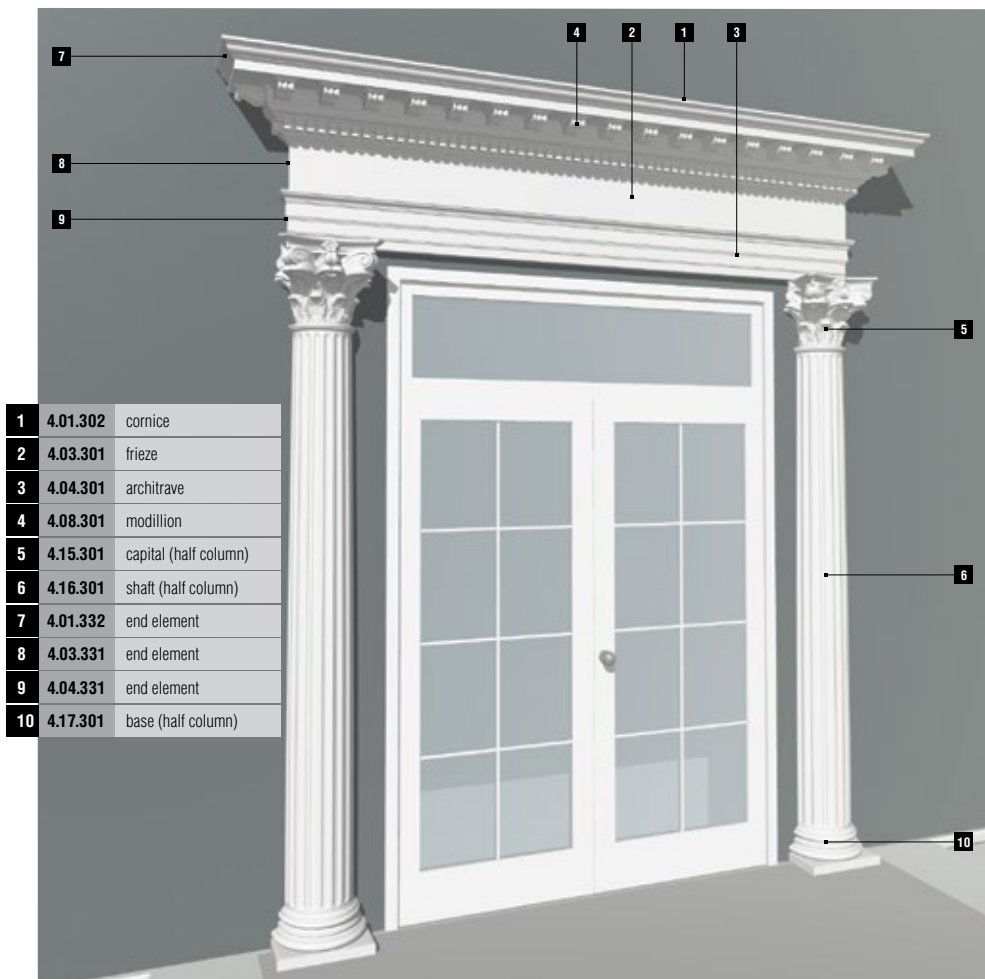 4
2
1
3
7
8
9
5
1 4.01.302 cornice
2 4.03.301 frieze
3 4.04.301 architrave
4 4.08.301 modillion
5 4.15.301 capital (half column)
6 4.16.301 shaft (half column)
7 4.01.332 end element
8 4.03.331 end element
9 4.04.331 end element
10 4.17.301 base (half column)
6
10